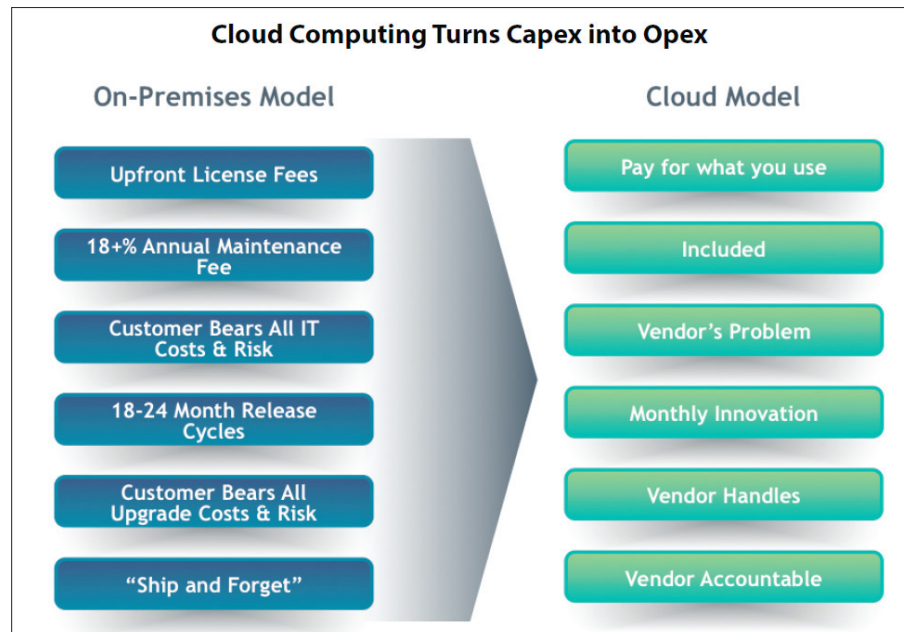 Cloud Computing Turns Capex into Opex
On-Premises Model
Cloud Model
Upfront License Fees
Pay for what you use
18+% Annual Maintenance
Fee
Included
Customer Bears All IT
Costs & Risk
Vendor's Problem
18-24 Month Release
Cycles
Monthly Innovation
Customer Bears All
Upgrade Costs & Risk
Vendor Handles
“Ship and Forget”
Vendor Accountable